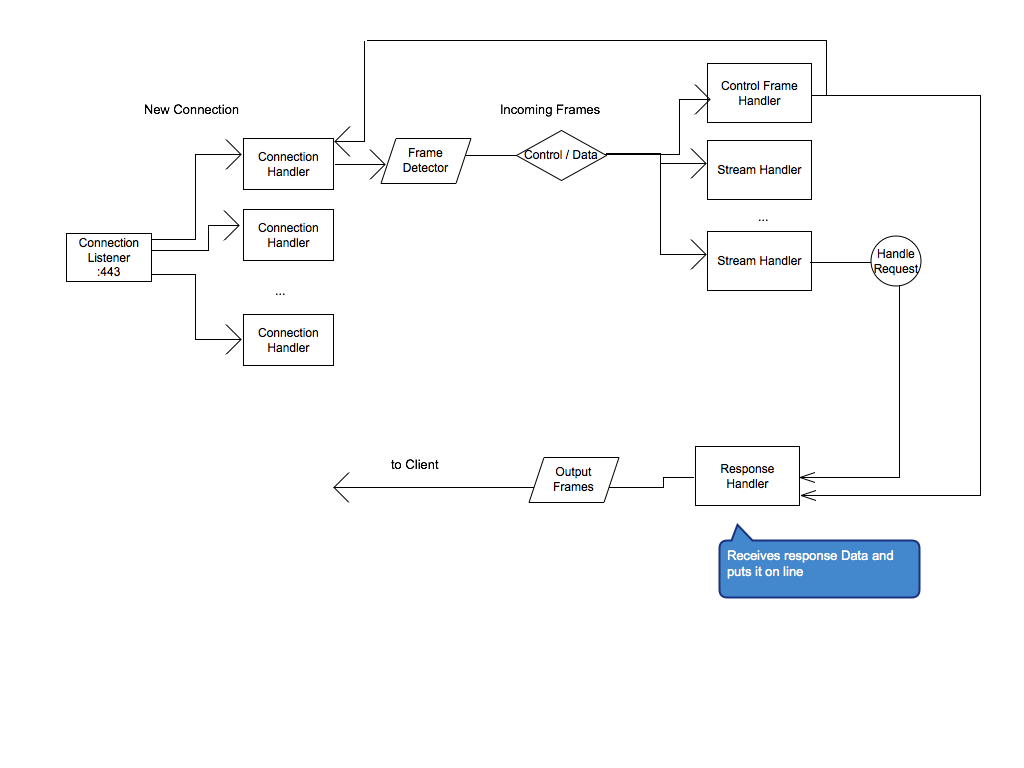 New Connection
Incoming Frames
Control Frame
Handler
Connection
Handler
Frame
Detector
Control / Data
Stream Handler
...
Connection
Handler
Connection
Listener
:443
Stream Handler
Handle
Request
...
Connection
Handler
to Client
Output
Frames
Response
Handler
Receives response Data and
puts it on line